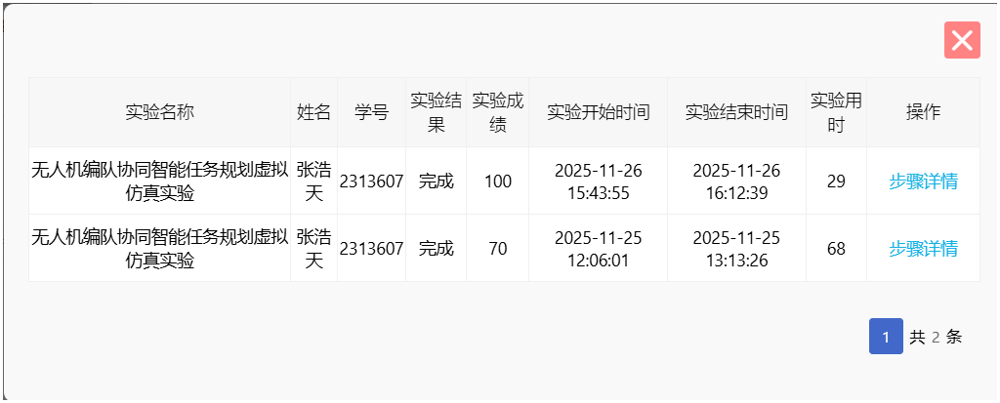 实验名称 姓名 学号 实验结果 实验成绩 实验开始时间 实验结束时间 实验用时 操作
无人机编队协同智能任务规划虚拟仿真实验 张浩天 2313607 完成 100 2025-11-26 15:43:55 2025-11-26 16:12:39 29 步骤详情
无人机编队协同智能任务规划虚拟仿真实验 张浩天 2313607 完成 70 2025-11-25 12:06:01 2025-11-25 13:13:26 68 步骤详情
1 共 2 条